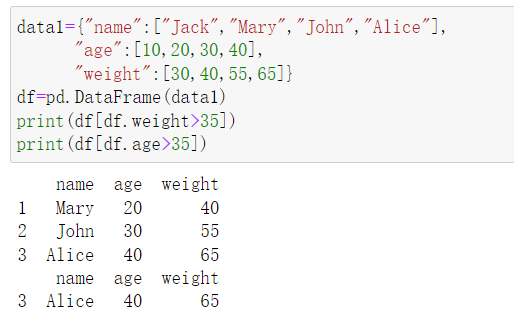 data1={"name":["Jack","Mary","John","Alice"],
      "age":[10,20,30,40],
      "weight":[30,40,55,65]}
df=pd.DataFrame(data1)
print(df[df.weight>35])
print(df[df.age>35])
    name  age  weight
1   Mary   20      40
2   John   30      55
3  Alice   40      65
    name  age  weight
3  Alice   40      65